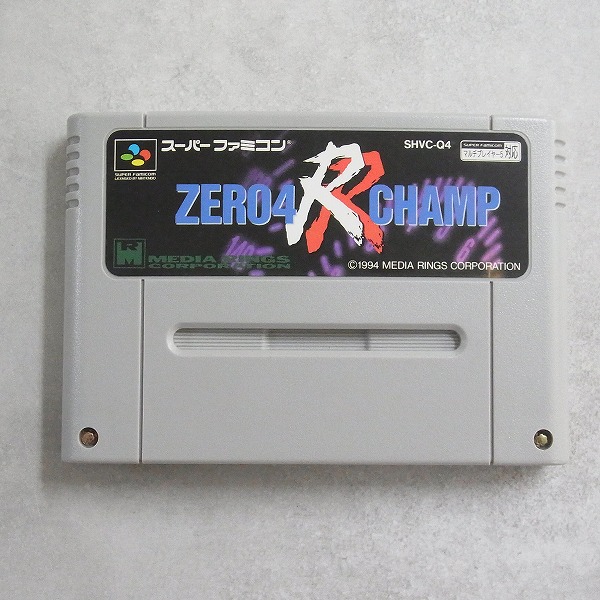 スーパーファミコン®
SHVC-Q4
SUPER FAMICOM
マルチプレイヤー5 対応
SUPER FAMICOM
LICENSED BY NINTENDO
ZERO4 RR CHAMP
RM
MEDIA RINGS
CORPORATION
©1994 MEDIA RINGS CORPORATION